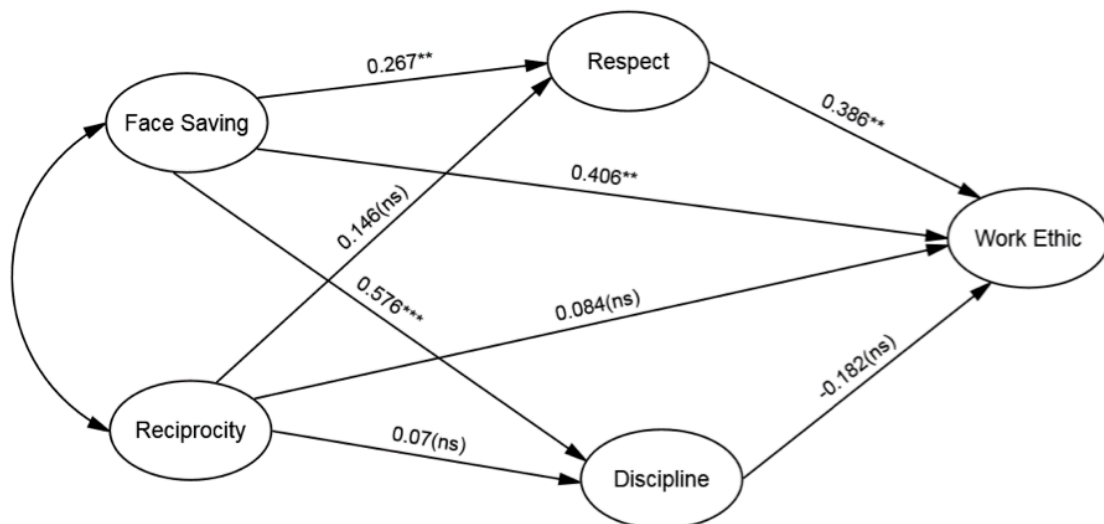 0.267**
Respect
Face Saving
0.386**
0.406**
0.146(ns)
Work Ethic
0.576***
0.084(ns)
-0.182(ns)
Reciprocity
0.07(ns)
Discipline